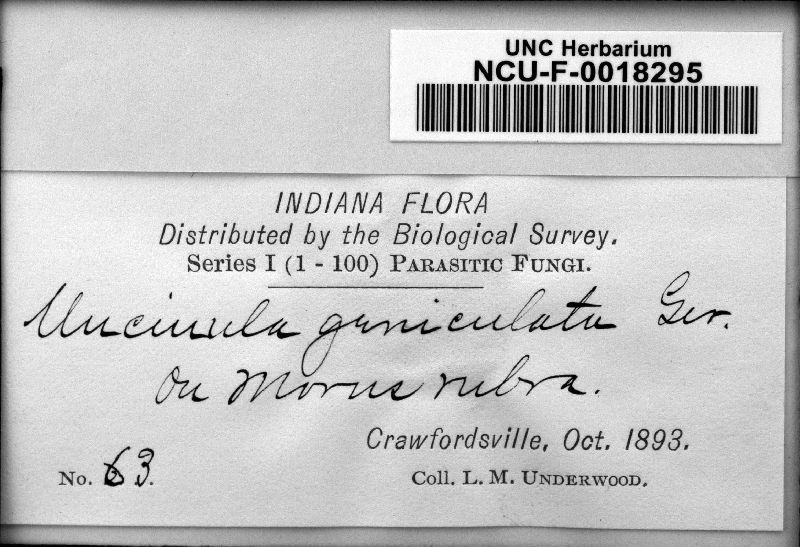 UNC Herbarium
NCU-F-0018295
INDIANA FLORA
Distributed by the Biological Survey.
Series I (1 - 100) PARASITIC FUNGI.
Uncinula geniculata Ger.
On Morus rubra.
Crawfordsville, Oct. 1893.
No. 63.
Coll. L. M. UNDERWOOD.